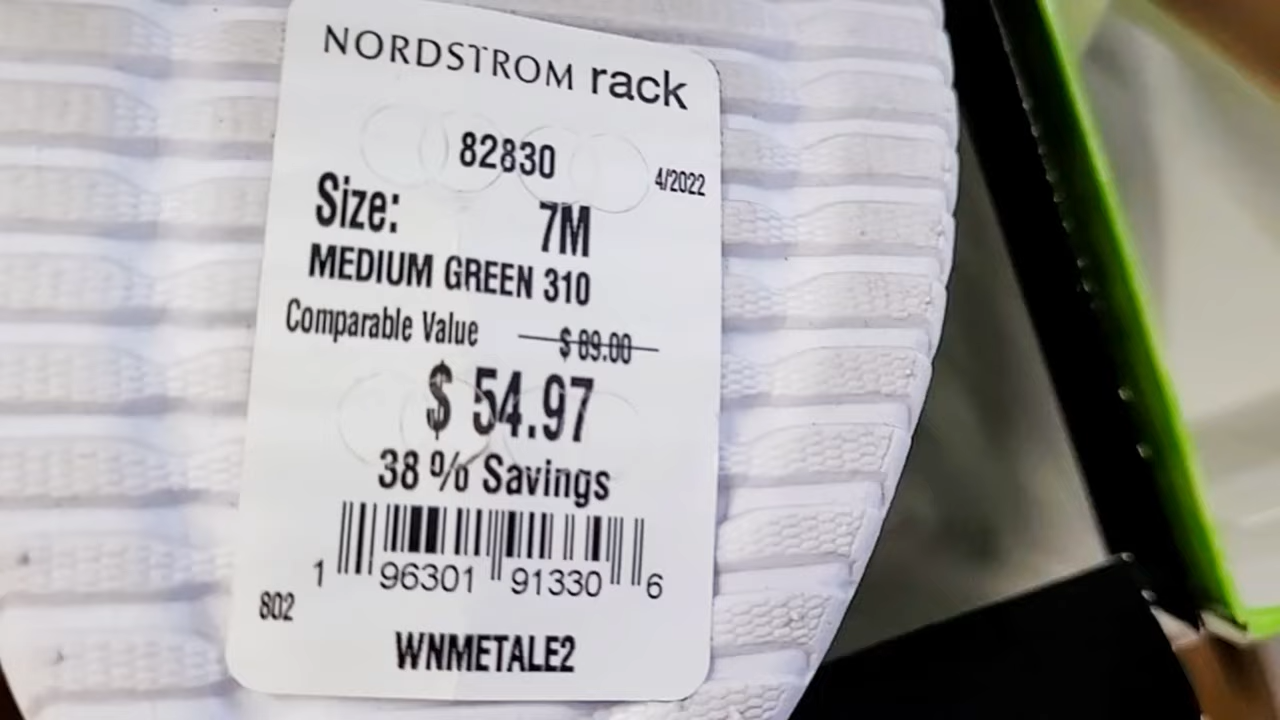 NORDSTROM rack
82830
4/2022
Size: 7M
MEDIUM GREEN 310
Comparable Value $ 89.00
$ 54.97
38 % Savings
1 96301 91330 6
802
WNMETALE2